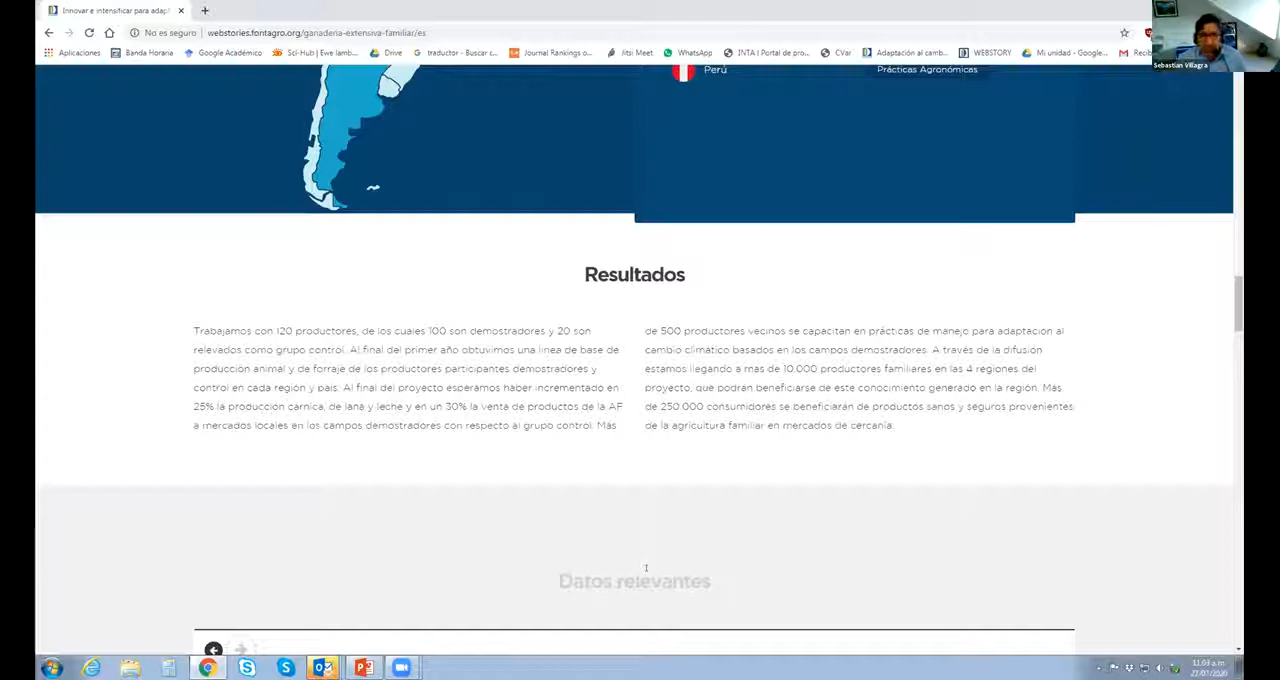 Innovar e intensificar para adap
No es seguro
webstories.fontagro.org/ganaderia-extensiva-familiar/es
Aplicaciones
Banda Horaria
Google Académico
Sci-Hub | Ewe lamb...
Drive
traductor - Buscar c...
Journal Rankings o...
Jitsi Meet
WhatsApp
INTA | Portal de pro...
CVar
Adaptación al camb...
WEBSTORY
Mi unidad - Google...
Sebastian Villagra
Perú
Prácticas Agronómicas
Resultados
Trabajamos con 120 productores, de los cuales 100 son demostradores y 20 son
relevados como grupo control. Al final del primer año obtuvimos una línea de base de
producción animal y de forraje de los productores participantes demostradores y
control en cada región y país. Al final del proyecto esperamos haber incrementado en
25% la producción cárnica, de lana y leche y en un 30% la venta de productos de la AF
a mercados locales en los campos demostradores con respecto al grupo control. Más
de 500 productores vecinos se capacitan en prácticas de manejo para adaptación al
cambio climático basados en los campos demostradores. A través de la difusión
estamos llegando a más de 10.000 productores familiares en las 4 regiones del
proyecto, que podrán beneficiarse de este conocimiento generado en la región. Más
de 250.000 consumidores se beneficiarán de productos sanos y seguros provenientes
de la agricultura familiar en mercados de cercanía.
Datos relevantes
11:03 a.m.
27/07/2020